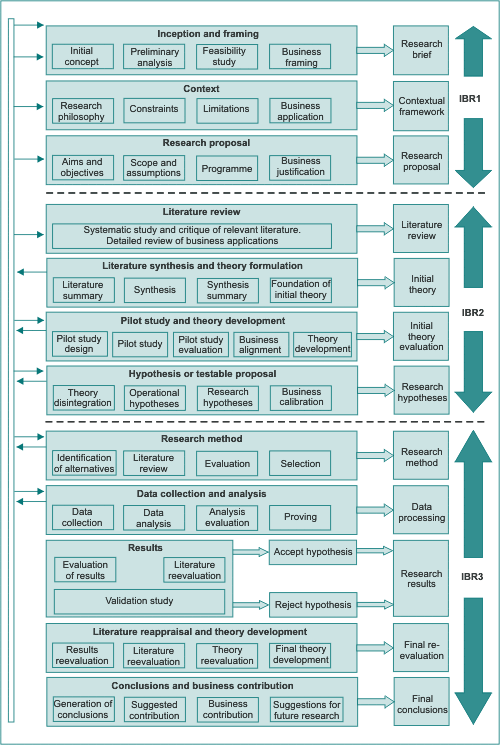 Inception and framing
Initial
concept
Preliminary
analysis
Feasibility
study
Business
framing
Research
brief
Context
Research
philosophy
Constraints
Limitations
Business
application
Contextual
framework
IBR1
Research proposal
Aims and
objectives
Scope and
assumptions
Programme
Business
justification
Research
proposal
Literature review
Systematic study and critique of relevant literature.
Detailed review of business applications
Literature
review
Literature synthesis and theory formulation
Literature
summary
Synthesis
Synthesis
summary
Foundation of
initial theory
Initial
theory
IBR2
Pilot study and theory development
Pilot study
design
Pilot study
Pilot study
evaluation
Business
alignment
Theory
development
Initial
theory
evaluation
Hypothesis or testable proposal
Theory
disintegration
Operational
hypotheses
Research
hypotheses
Business
calibration
Research
hypotheses
Research method
Identification
of alternatives
Literature
review
Evaluation
Selection
Research
method
Data collection and analysis
Data
collection
Data
analysis
Analysis
evaluation
Proving
Data
processing
Results
Evaluation
of results
Literature
reevaluation
Validation study
Accept hypothesis
Reject hypothesis
Research
results
IBR3
Literature reappraisal and theory development
Results
reevaluation
Literature
reevaluation
Theory
reevaluation
Final theory
development
Final re-
evaluation
Conclusions and business contribution
Generation of
conclusions
Suggested
contribution
Business
contribution
Suggestions for
future research
Final
conclusions